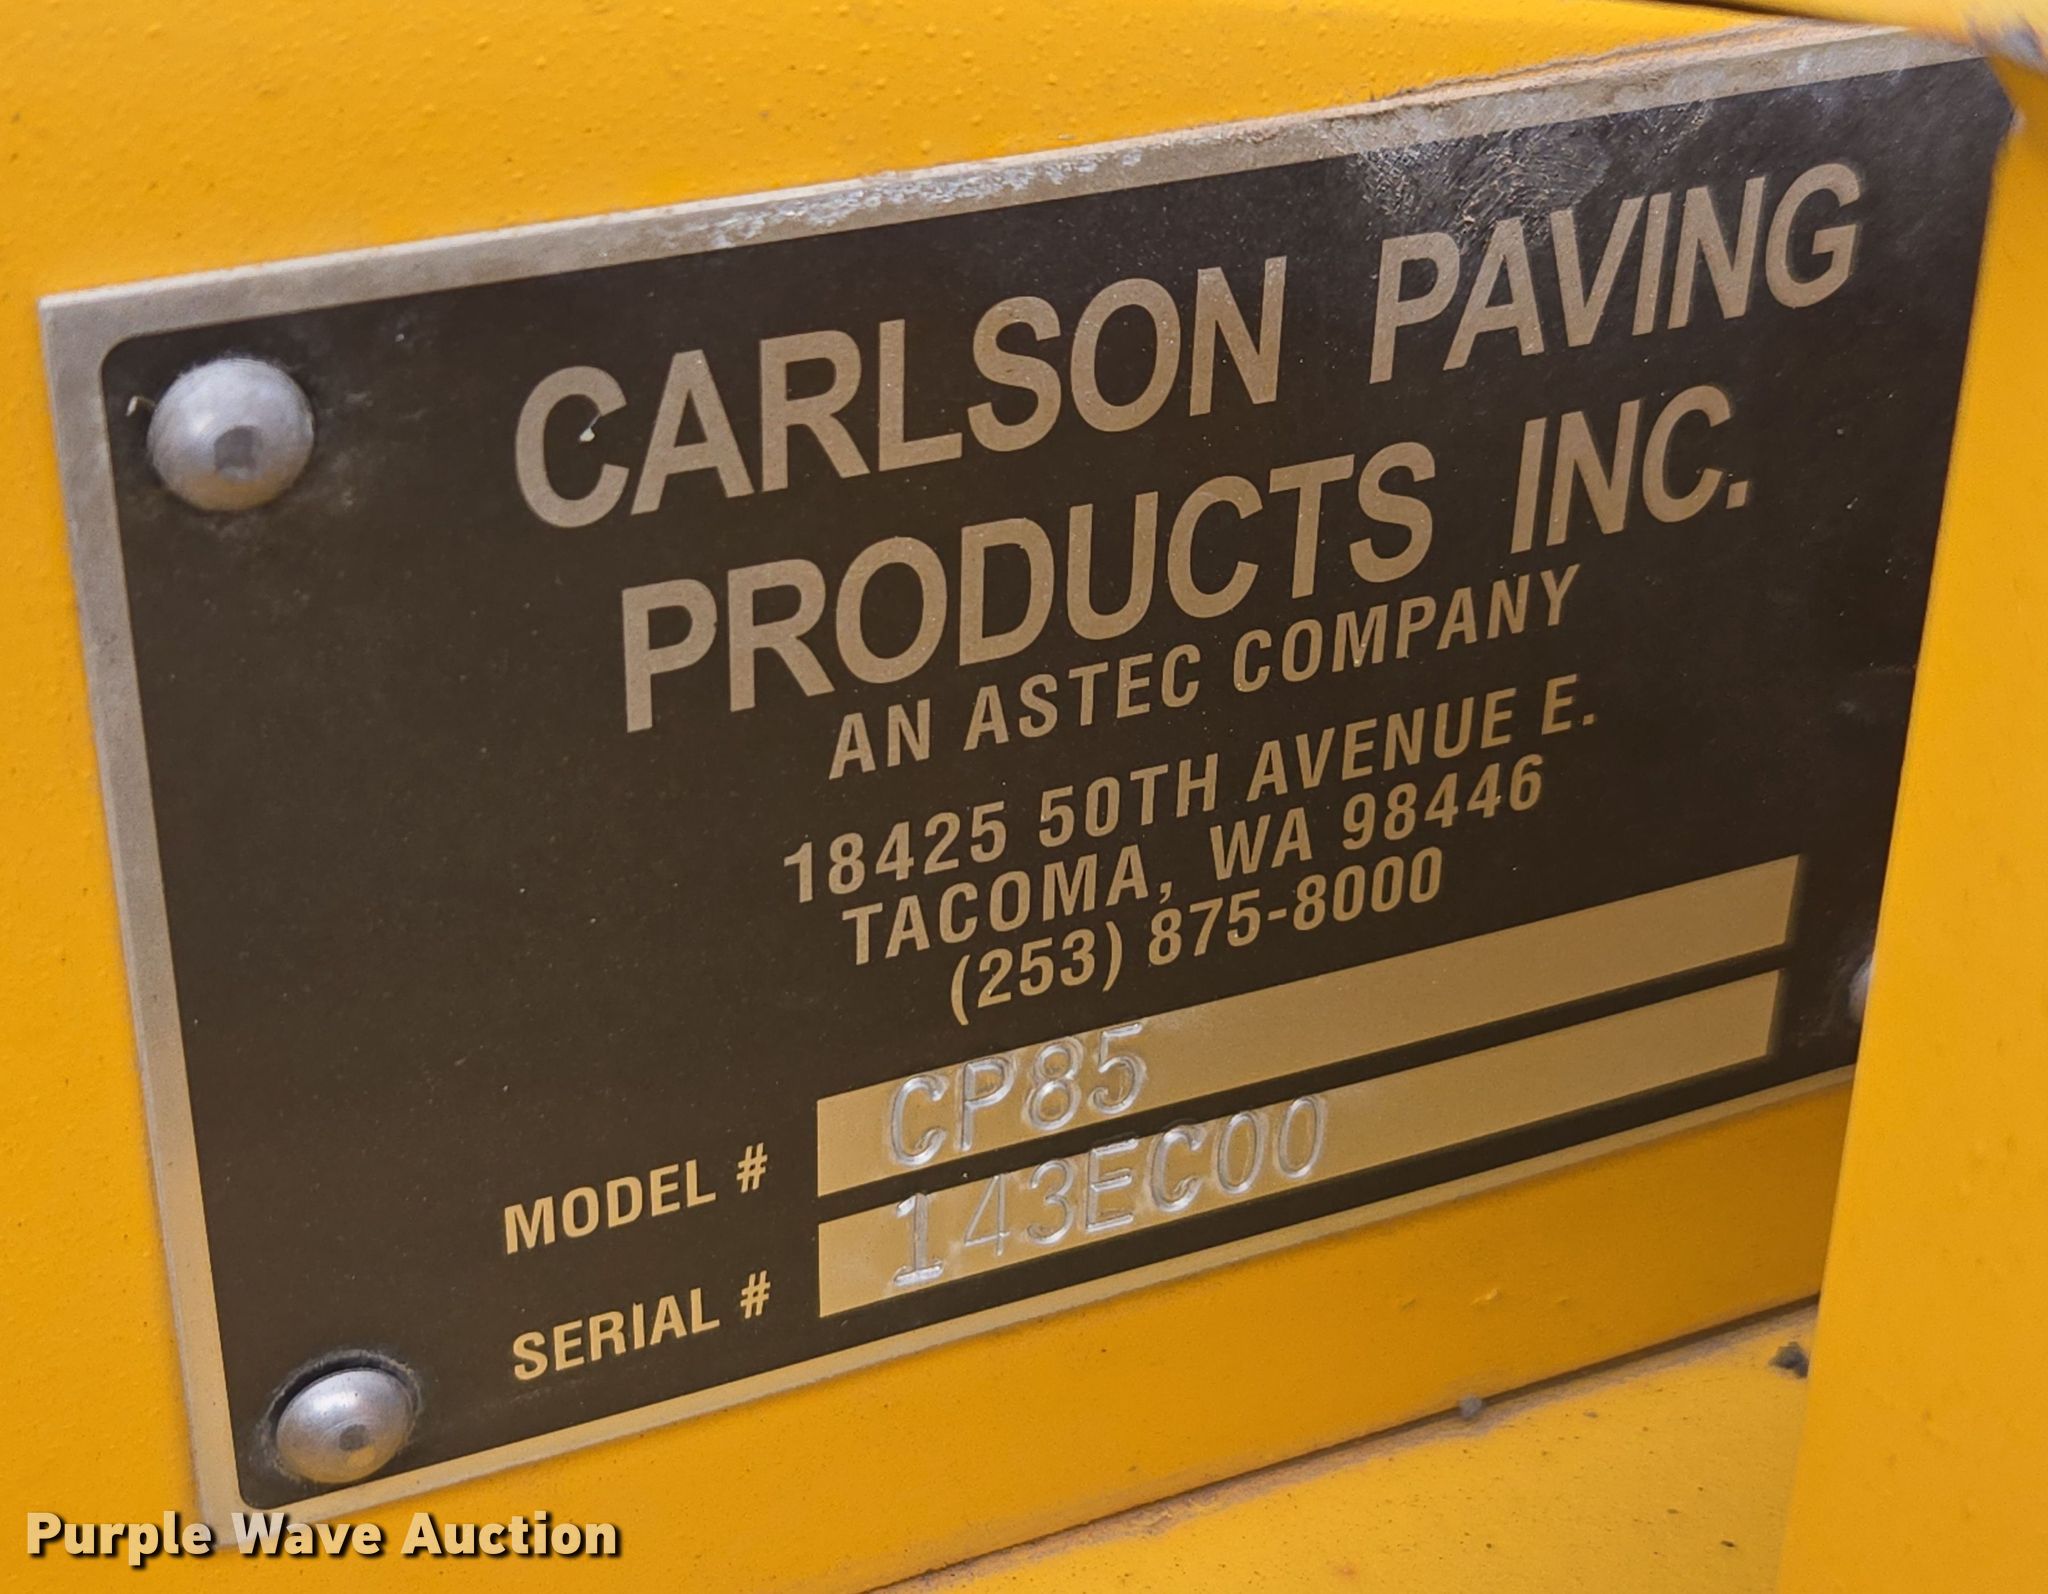 CARLSON PAVING
PRODUCTS INC.
AN ASTEC COMPANY
18425 50TH AVENUE E.
TACOMA, WA 98446
(253) 875-8000
MODEL # CP85
SERIAL # 143EC00
Purple Wave Auction